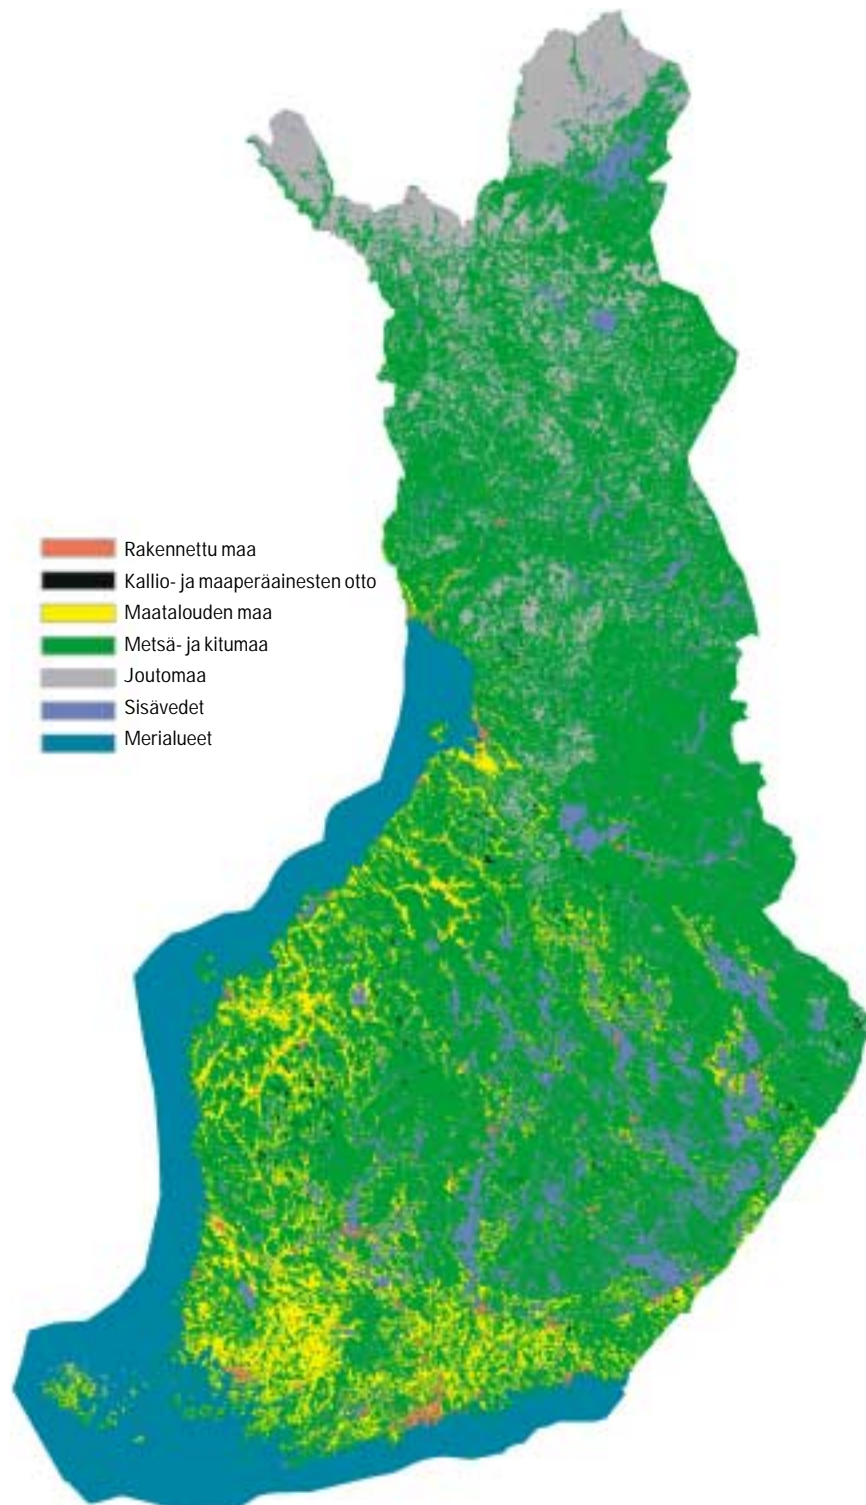 Rakennettu maa
Kallio- ja maaperäainesten otto
Maatalouden maa
Metsä- ja kitumaa
Joutomaa
Sisävedet
Merialueet